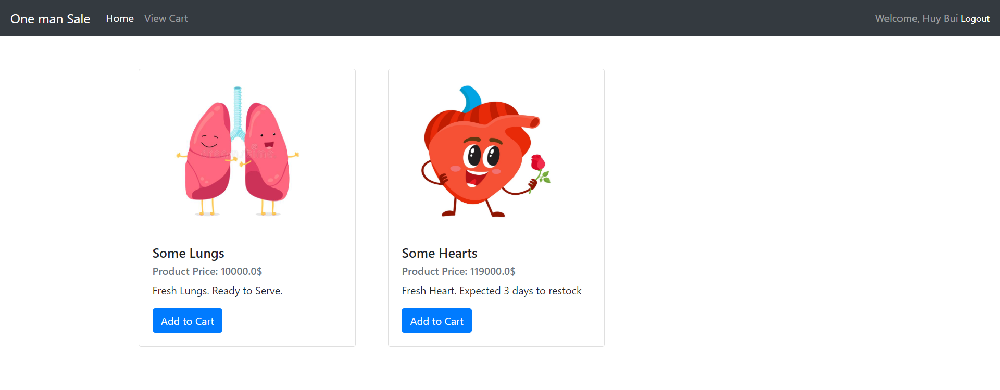 One man Sale Home View Cart Welcome, Huy Bui Logout
Some Lungs
Product Price: 10000.0$
Fresh Lungs. Ready to Serve.
Add to Cart
Some Hearts
Product Price: 119000.0$
Fresh Heart. Expected 3 days to restock
Add to Cart